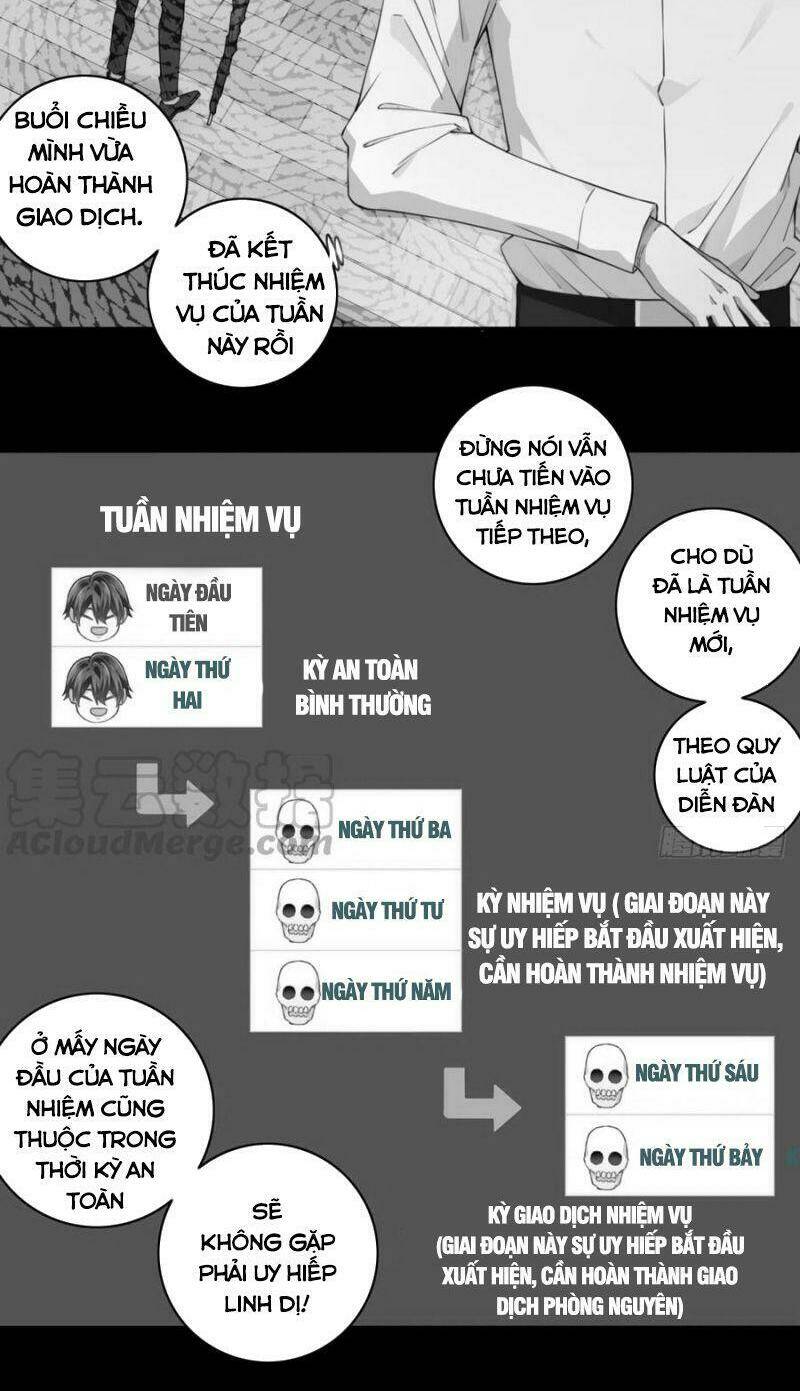 BUỔI CHIỀU
MÌNH VỪA
HOÀN THÀNH
GIAO DỊCH.
ĐÃ KẾT
THÚC NHIỆM
VỤ CỦA TUẦN
NÀY RỒI
ĐỪNG NÓI VẪN
CHƯA TIẾN VÀO
TUẦN NHIỆM VỤ
TIẾP THEO,
CHO DÙ
ĐÃ LÀ TUẦN
NHIỆM VỤ
MỚI,
THEO QUY
LUẬT CỦA
DIỄN ĐÀN
TUẦN NHIỆM VỤ
NGÀY ĐẦU
TIÊN
NGÀY THỨ
HAI
KỲ AN TOÀN
BÌNH THƯỜNG
集云数据
ACloudMerge.com
NGÀY THỨ BA
NGÀY THỨ TƯ
NGÀY THỨ NĂM
KỲ NHIỆM VỤ ( GIAI ĐOẠN NÀY
SỰ UY HIẾP BẮT ĐẦU XUẤT HIỆN,
CẦN HOÀN THÀNH NHIỆM VỤ)
NGÀY THỨ SÁU
NGÀY THỨ BẢY
KỲ GIAO DỊCH NHIỆM VỤ
(GIAI ĐOẠN NÀY SỰ UY HIẾP BẮT ĐẦU
XUẤT HIỆN, CẦN HOÀN THÀNH GIAO
DỊCH PHÒNG NGUYÊN)
Ở MẤY NGÀY
ĐẦU CỦA TUẦN
NHIỆM CŨNG
THUỘC TRONG
THỜI KỲ AN
TOÀN
SẼ
KHÔNG GẶP
PHẢI UY HIẾP
LINH DỊ!